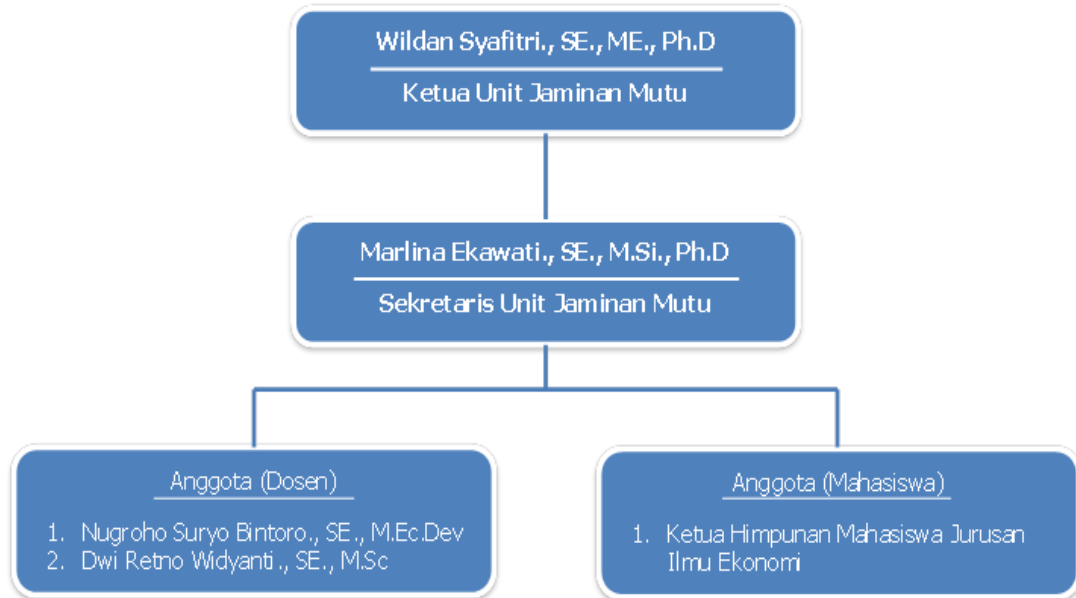 Wildan Syafitri., SE., ME., Ph.D
Ketua Unit Jaminan Mutu
Marlina Ekawati., SE., M.Si., Ph.D
Sekretaris Unit Jaminan Mutu
Anggota (Dosen)
1. Nugroho Suryo Bintoro., SE., M.Ec.Dev
2. Dwi Retno Widyanti., SE., M.Sc
Anggota (Mahasiswa)
1. Ketua Himpunan Mahasiswa Jurusan
Ilmu Ekonomi